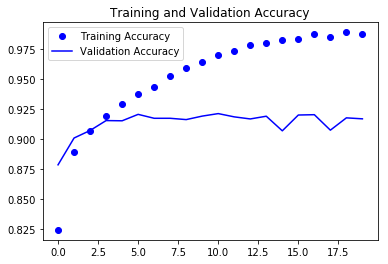 Training and Validation Accuracy
Training Accuracy
Validation Accuracy
0.975
0.950
0.925
0.900
0.875
0.850
0.825
0.0 2.5 5.0 7.5 10.0 12.5 15.0 17.5